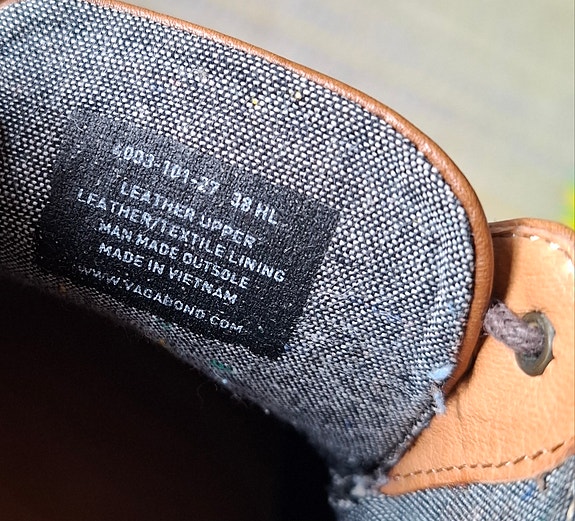 4003-101-27 38 HL
LEATHER UPPER
LEATHER/TEXTILE LINING
MAN MADE OUTSOLE
MADE IN VIETNAM
WWW.VAGABOND.COM